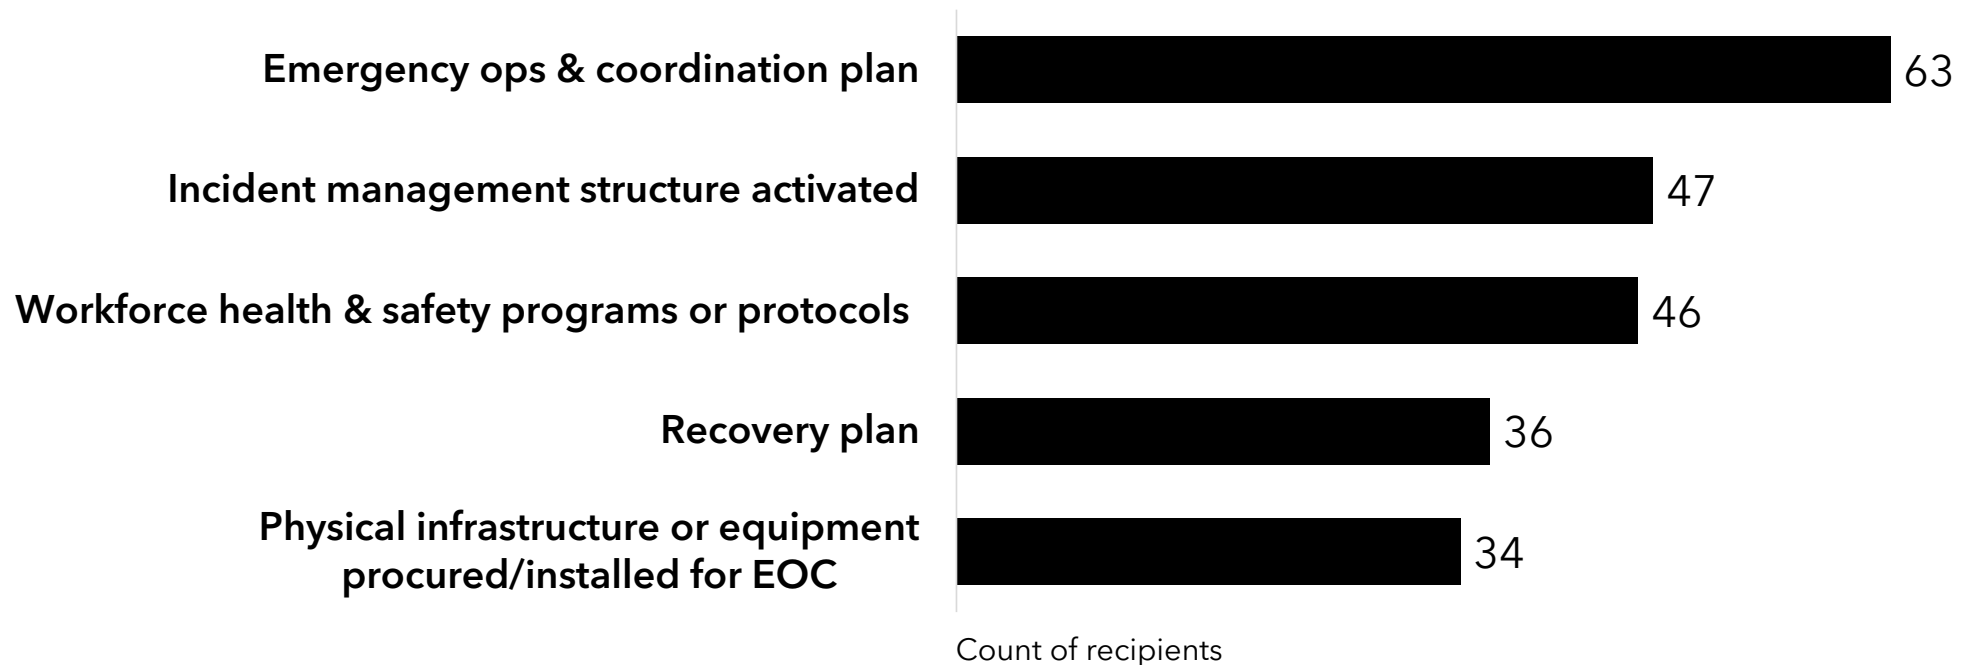 Emergency ops & coordination plan 63
Incident management structure activated 47
Workforce health & safety programs or protocols 46
Recovery plan 36
Physical infrastructure or equipment
procured/installed for EOC 34
Count of recipients